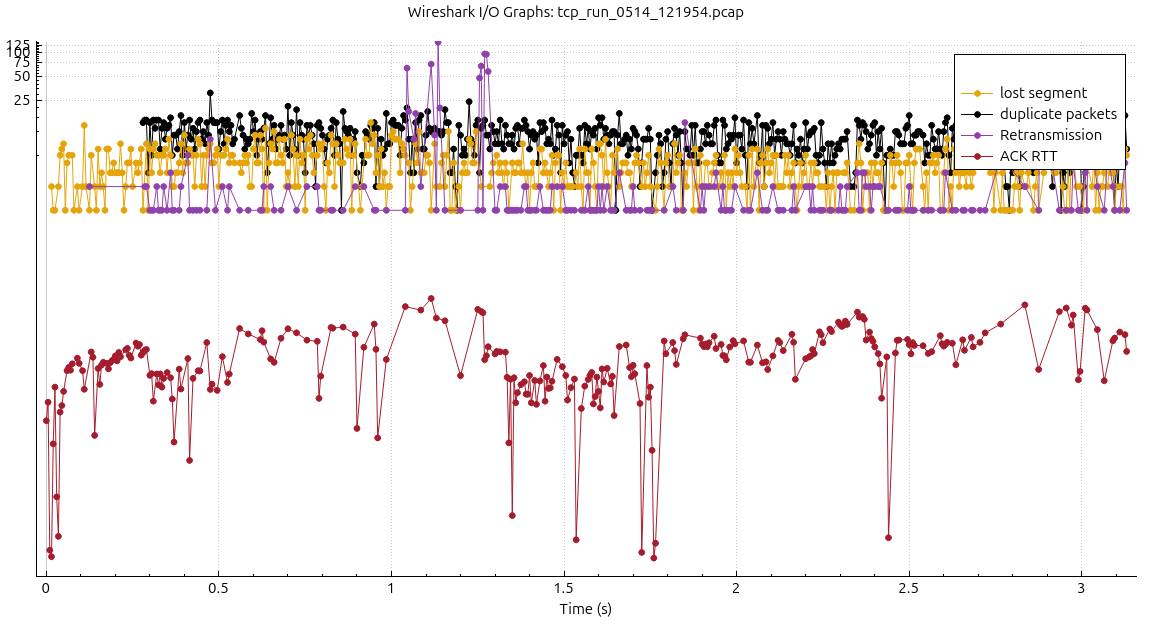 Wireshark I/O Graphs: tcp_run_0514_121954.pcap
125
100
75
50
25
lost segment
duplicate packets
Retransmission
ACK RTT
0 0.5 1 1.5 2 2.5 3
Time (s)